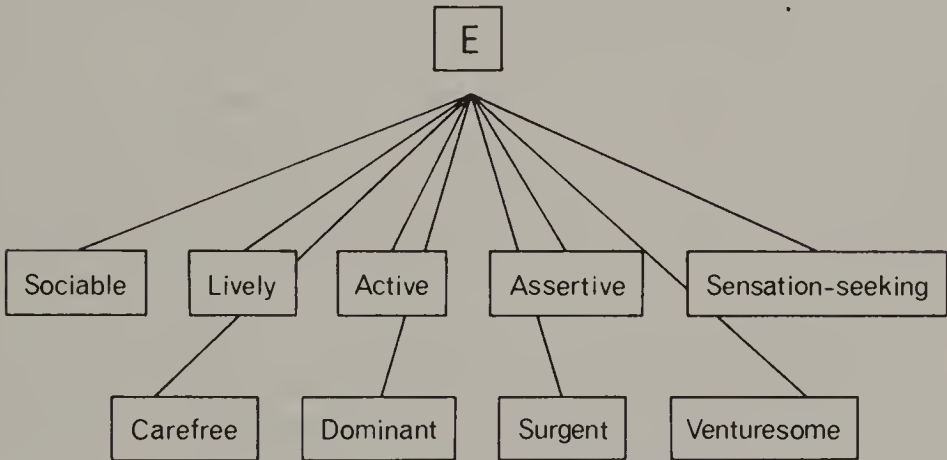 E
Sociable Lively Active Assertive Sensation-seeking
Carefree Dominant Surgent Venturesome